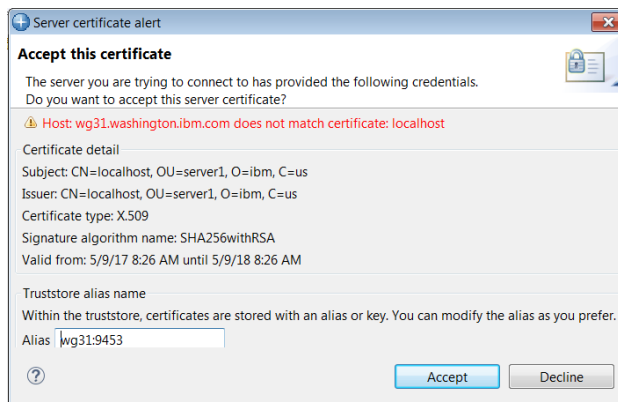 Server certificate alert
Accept this certificate
The server you are trying to connect to has provided the following credentials.
Do you want to accept this server certificate?
Host: wg31.washington.ibm.com does not match certificate: localhost
Certificate detail
Subject: CN=localhost, OU=server1, O=ibm, C=us
Issuer: CN=localhost, OU=server1, O=ibm, C=us
Certificate type: X.509
Signature algorithm name: SHA256withRSA
Valid from: 5/9/17 8:26 AM until 5/9/18 8:26 AM
Truststore alias name
Within the truststore, certificates are stored with an alias or key. You can modify the alias as you prefer.
Alias wg31:9453
Accept Decline